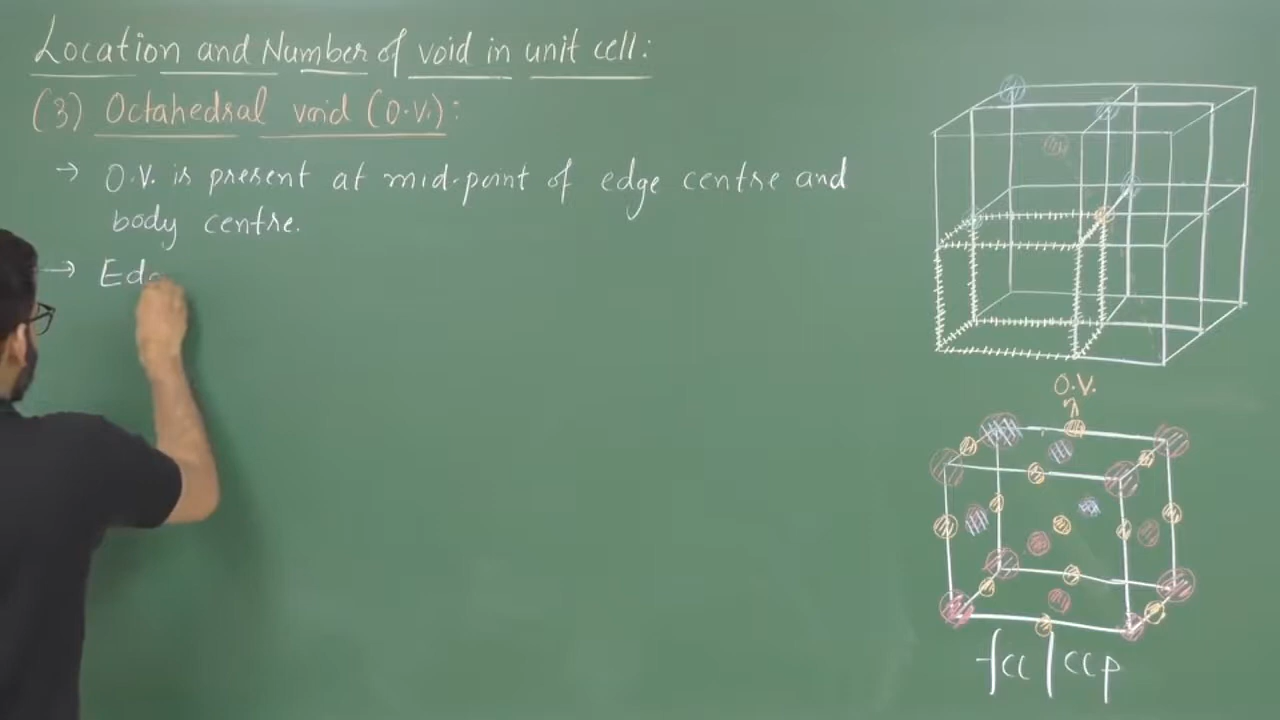 Location and Number of void in unit cell:
(3) Octahedral void (O.V.):
→ O.V. is present at mid-point of edge centre and
body centre.
→ Edg
O.V.
fcc | ccp